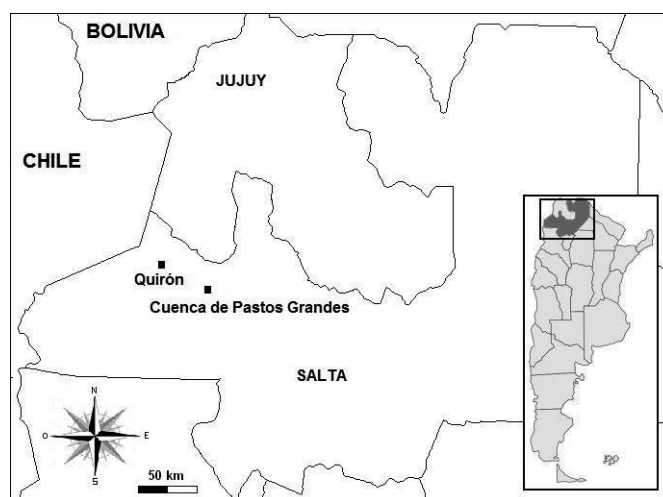 BOLIVIA
JUJUY
CHILE
Quirón
Cuenca de Pastos Grandes
SALTA
N
O
E
S
50 km